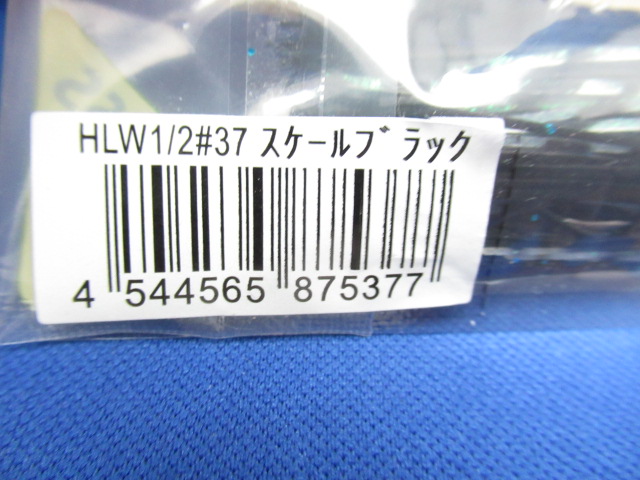 HLW1/2#37 ｽｹｰﾙﾌﾞﾗｯｸ
4 544565 875377